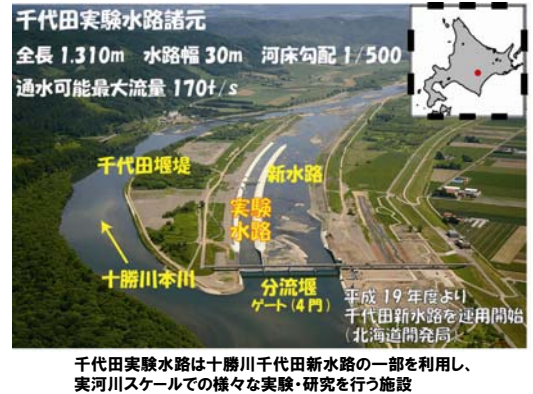 千代田実験水路諸元
全長 1.310m 水路幅 30m 河床勾配 1/500
通水可能最大流量 170t/s
千代田堰堤
新水路
実験
水路
十勝川本川
分流堰
ゲート(4門)
平成 19 年度より
千代田新水路を運用開始
(北海道開発局)
千代田実験水路は十勝川千代田新水路の一部を利用し、
実河川スケールでの様々な実験・研究を行う施設